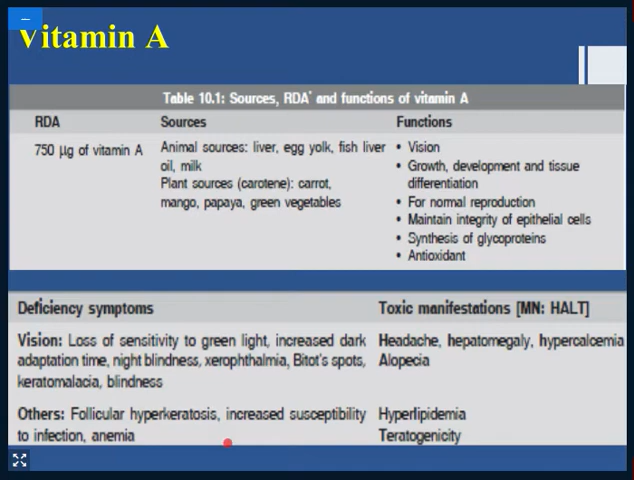 Vitamin A
Table 10.1: Sources, RDA* and functions of vitamin A
RDA Sources Functions
750 µg of vitamin A
Animal sources: liver, egg yolk, fish liver
oil, milk
Plant sources (carotene): carrot,
mango, papaya, green vegetables
• Vision
• Growth, development and tissue
differentiation
• For normal reproduction
• Maintain integrity of epithelial cells
• Synthesis of glycoproteins
• Antioxidant
Deficiency symptoms
Vision: Loss of sensitivity to green light, increased dark
adaptation time, night blindness, xerophthalmia, Bitot's spots,
keratomalacia, blindness
Others: Follicular hyperkeratosis, increased susceptibility
to infection, anemia
Toxic manifestations [MN: HALT]
Headache, hepatomegaly, hypercalcemia
Alopecia
Hyperlipidemia
Teratogenicity